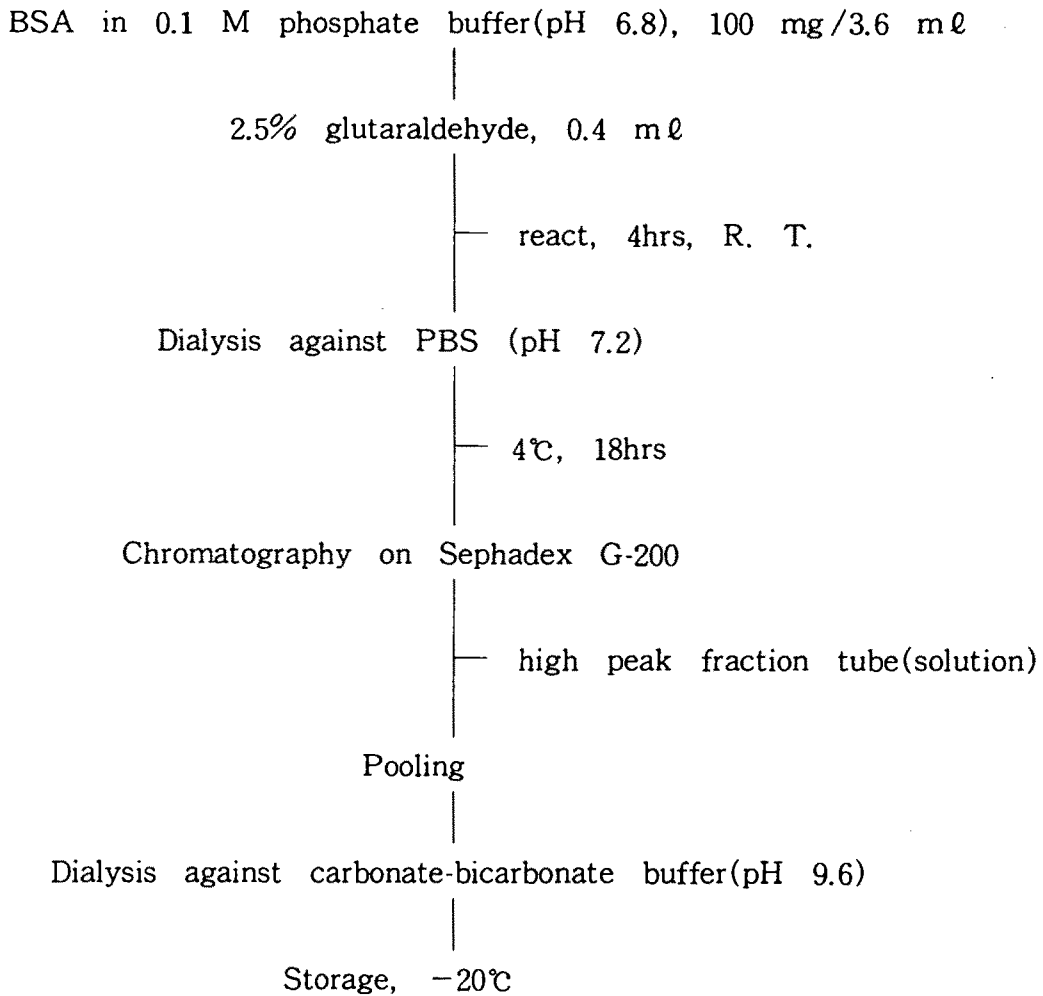 BSA in 0.1 M phosphate buffer(pH 6.8), 100 mg/3.6 mℓ
2.5% glutaraldehyde, 0.4 mℓ
react, 4hrs, R. T.
Dialysis against PBS (pH 7.2)
4℃, 18hrs
Chromatography on Sephadex G-200
high peak fraction tube(solution)
Pooling
Dialysis against carbonate-bicarbonate buffer(pH 9.6)
Storage, −20℃